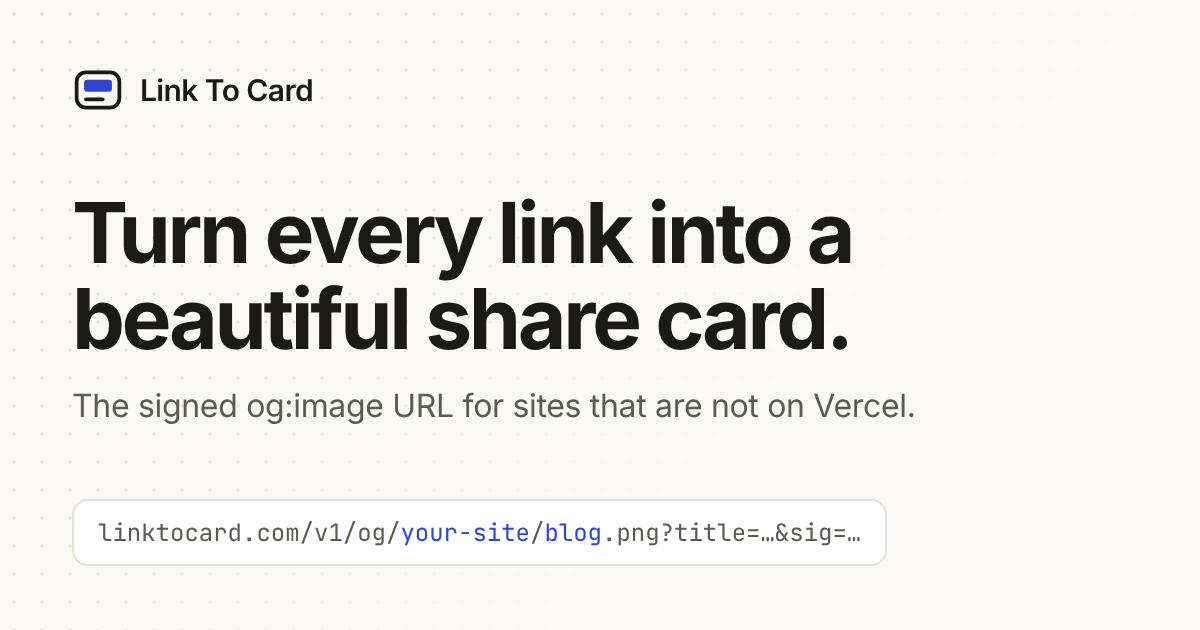 Link To Card
Turn every link into a
beautiful share card.
The signed og:image URL for sites that are not on Vercel.
linktocard.com/v1/og/your-site/blog.png?title=…&sig=…